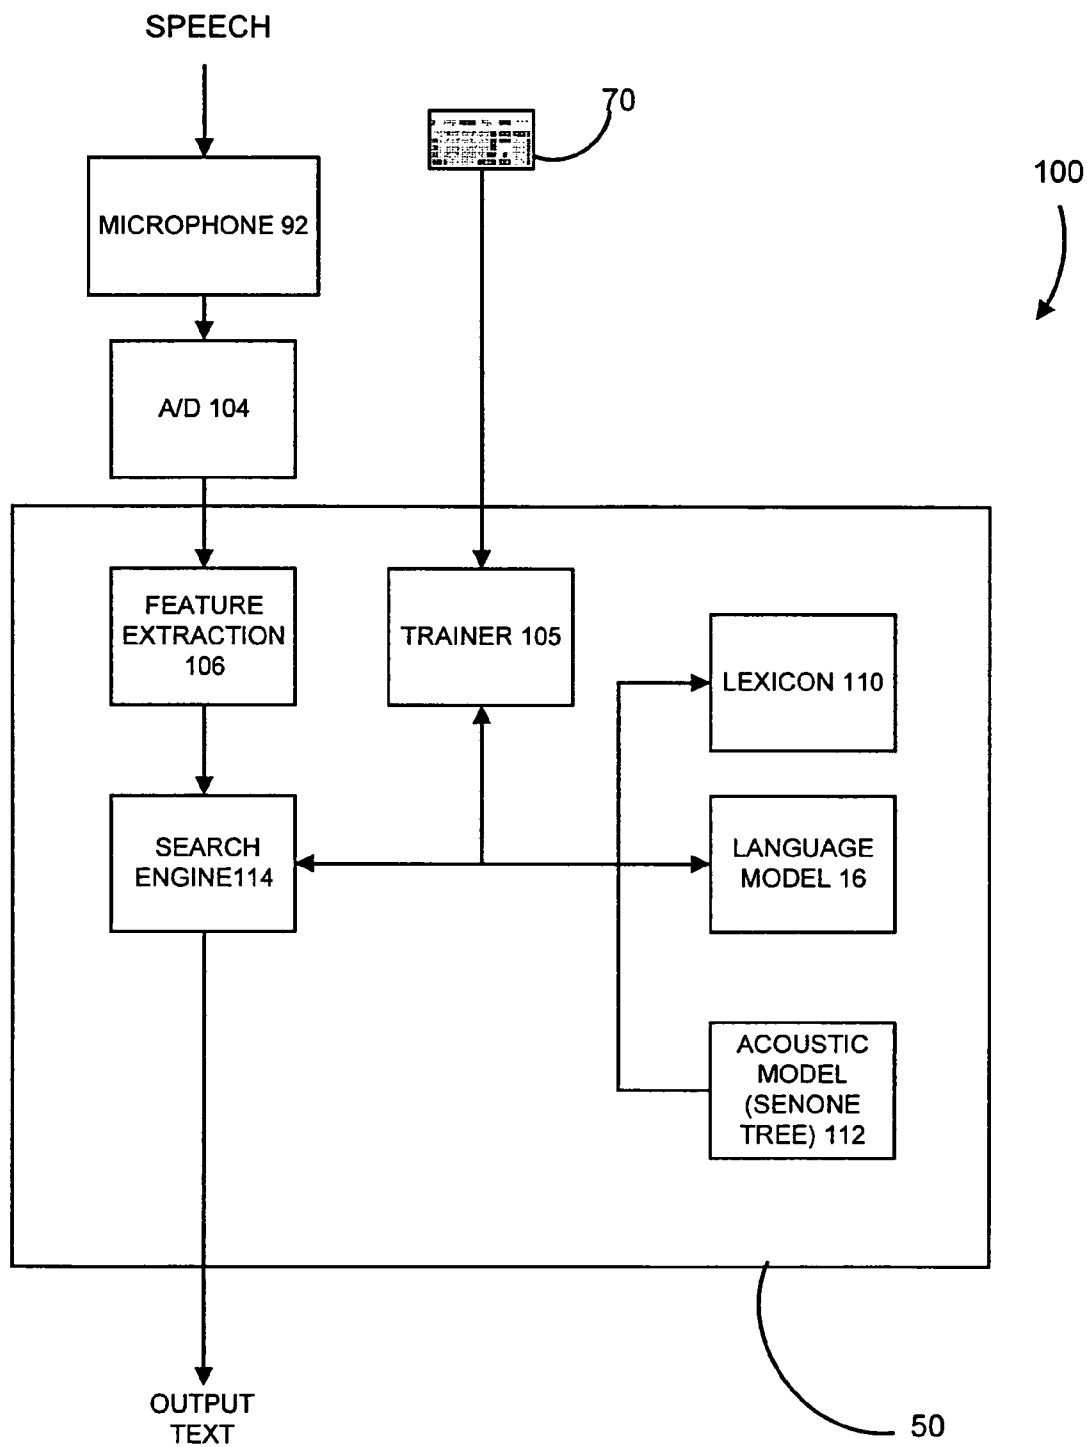 SPEECH
70
100
MICROPHONE 92
A/D 104
FEATURE
EXTRACTION
106
TRAINER 105
LEXICON 110
SEARCH
ENGINE114
LANGUAGE
MODEL 16
ACOUSTIC
MODEL
(SENONE
TREE) 112
OUTPUT
TEXT
50